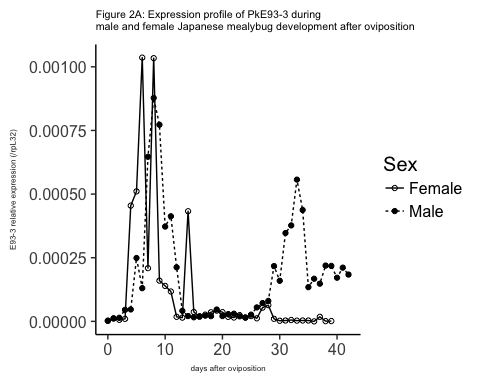 Figure 2A: Expression profile of PkE93-3 during
male and female Japanese mealybug development after oviposition
E93-3 relative expression (/rpL32)
0.00100
0.00075
0.00050
0.00025
0.00000
0 10 20 30 40
days after oviposition
Sex
Female
Male